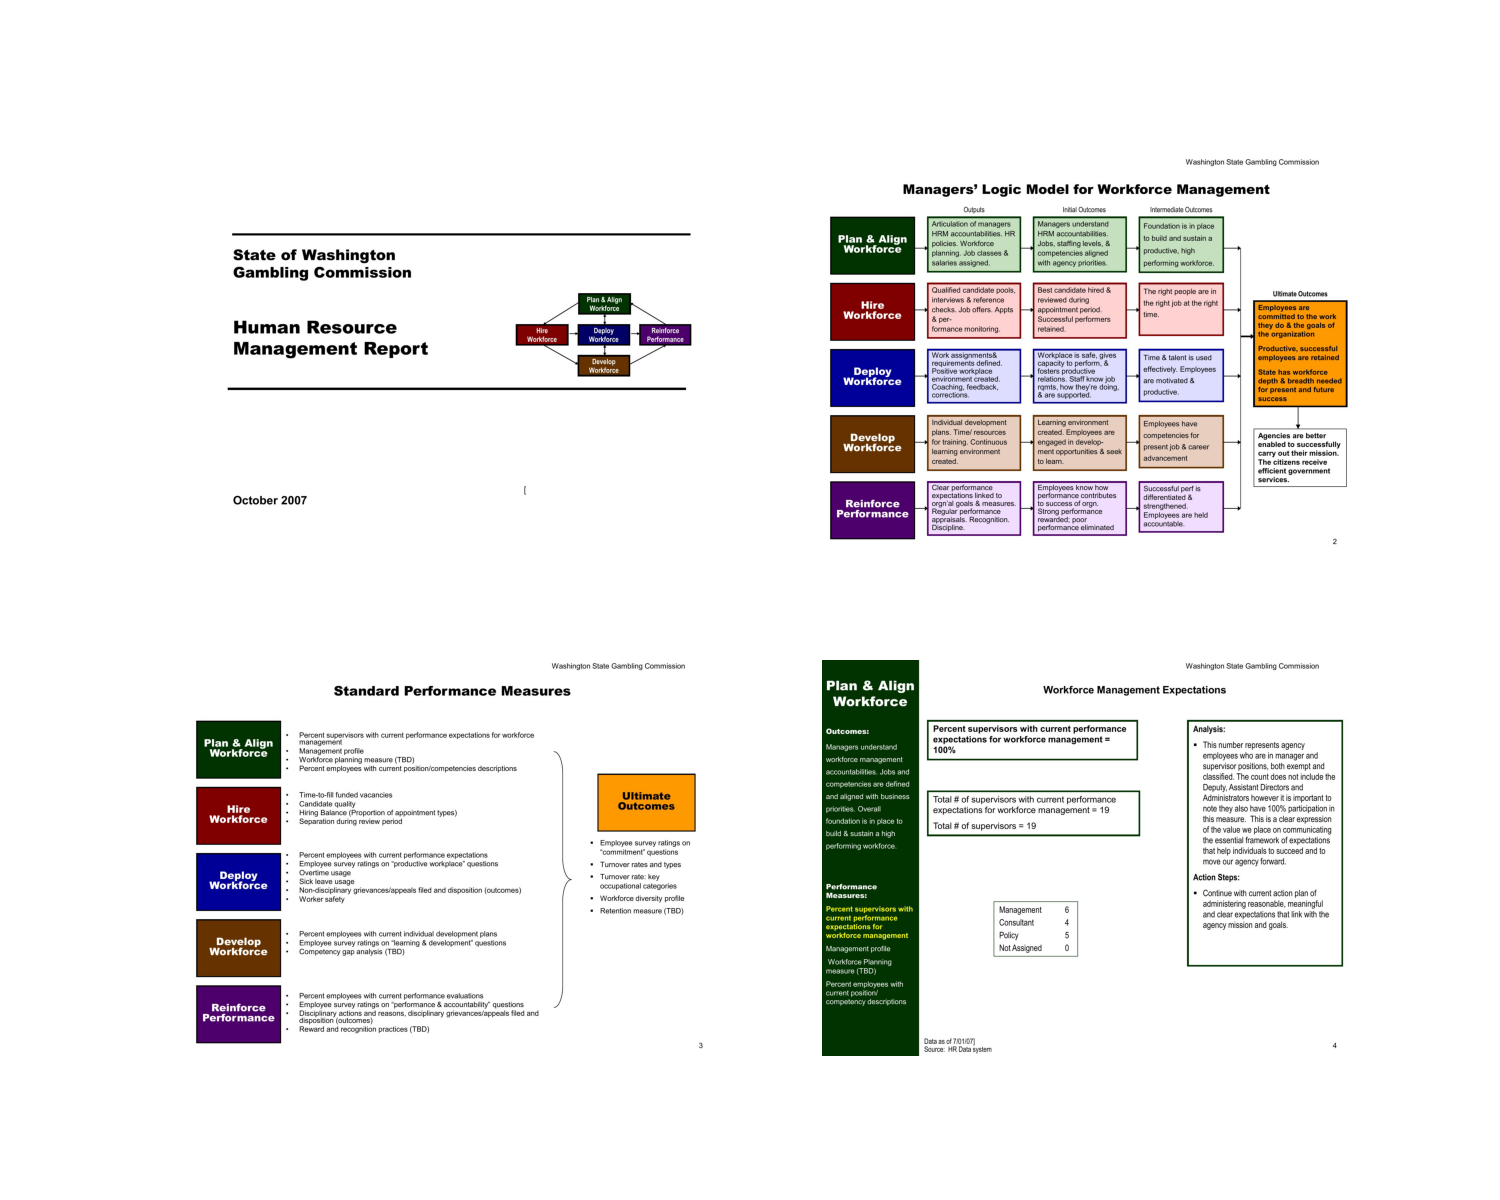 State of Washington
Gambling Commission
Human Resource
Management Report
Plan & Align
Workforce
Hire
Workforce
Deploy
Workforce
Reinforce
Performance
Develop
Workforce
October 2007
[
Washington State Gambling Commission
Managers' Logic Model for Workforce Management
Outputs
Initial Outcomes
Intermediate Outcomes
Plan & Align
Workforce
Articulation of managers
HRM accountabilities. HR
policies. Workforce
planning. Job classes &
salaries assigned.
Managers understand
HRM accountabilities.
Jobs, staffing levels, &
competencies aligned
with agency priorities.
Foundation is in place
to build and sustain a
productive, high
performing workforce.
Hire
Workforce
Qualified candidate pools,
interviews & reference
checks. Job offers. Appts
& per-
formance monitoring.
Best candidate hired &
reviewed during
appointment period.
Successful performers
retained.
The right people are in
the right job at the right
time.
Deploy
Workforce
Work assignments&
requirements defined.
Positive workplace
environment created.
Coaching, feedback,
corrections.
Workplace is safe, gives
capacity to perform, &
fosters productive
relations. Staff know job
rqmts, how they're doing,
& are supported.
Time & talent is used
effectively. Employees
are motivated &
productive.
Develop
Workforce
Individual development
plans. Time/ resources
for training. Continuous
learning environment
created.
Learning environment
created. Employees are
engaged in develop-
ment opportunities & seek
to learn.
Employees have
competencies for
present job & career
advancement
Reinforce
Performance
Clear performance
expectations linked to
orgn'al goals & measures.
Regular performance
appraisals. Recognition.
Discipline.
Employees know how
performance contributes
to success of orgn.
Strong performance
rewarded; poor
performance eliminated
Successful perf is
differentiated &
strengthened.
Employees are held
accountable.
Ultimate Outcomes
Employees are
committed to the work
they do & the goals of
the organization
Productive, successful
employees are retained
State has workforce
depth & breadth needed
for present and future
success
Agencies are better
enabled to successfully
carry out their mission.
The citizens receive
efficient government
services.
2
Washington State Gambling Commission
Standard Performance Measures
Plan & Align
Workforce
• Percent supervisors with current performance expectations for workforce
management
• Management profile
• Workforce planning measure (TBD)
• Percent employees with current position/competencies descriptions
Hire
Workforce
• Time-to-fill funded vacancies
• Candidate quality
• Hiring Balance (Proportion of appointment types)
• Separation during review period
Deploy
Workforce
• Percent employees with current performance expectations
• Employee survey ratings on "productive workplace" questions
• Overtime usage
• Sick leave usage
• Non-disciplinary grievances/appeals filed and disposition (outcomes)
• Worker safety
Develop
Workforce
• Percent employees with current individual development plans
• Employee survey ratings on "learning & development" questions
• Competency gap analysis (TBD)
Reinforce
Performance
• Percent employees with current performance evaluations
• Employee survey ratings on "performance & accountability" questions
• Disciplinary actions and reasons, disciplinary grievances/appeals filed and
disposition (outcomes)
• Reward and recognition practices (TBD)
Ultimate
Outcomes
▪ Employee survey ratings on
"commitment" questions
▪ Turnover rates and types
▪ Turnover rate: key
occupational categories
▪ Workforce diversity profile
▪ Retention measure (TBD)
3
Washington State Gambling Commission
Plan & Align
Workforce
Outcomes:
Managers understand
workforce management
accountabilities. Jobs and
competencies are defined
and aligned with business
priorities. Overall
foundation is in place to
build & sustain a high
performing workforce.
Performance
Measures:
Percent supervisors with
current performance
expectations for
workforce management
Management profile
Workforce Planning
measure (TBD)
Percent employees with
current position/
competency descriptions
Workforce Management Expectations
Percent supervisors with current performance
expectations for workforce management =
100%
Total # of supervisors with current performance
expectations for workforce management = 19
Total # of supervisors = 19
Management 6
Consultant 4
Policy 5
Not Assigned 0
Analysis:
▪ This number represents agency
employees who are in manager and
supervisor positions, both exempt and
classified. The count does not include the
Deputy, Assistant Directors and
Administrators however it is important to
note they also have 100% participation in
this measure. This is a clear expression
of the value we place on communicating
the essential framework of expectations
that help individuals to succeed and to
move our agency forward.
Action Steps:
▪ Continue with current action plan of
administering reasonable, meaningful
and clear expectations that link with the
agency mission and goals.
Data as of 7/01/07]
Source: HR Data system
4